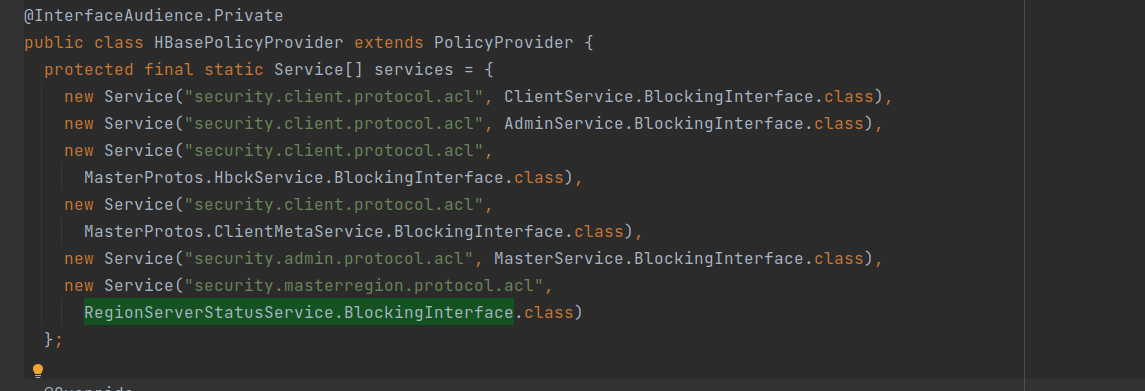 @InterfaceAudience.Private
public class HBasePolicyProvider extends PolicyProvider {
protected final static Service[] services = {
new Service("security.client.protocol.acl", ClientService.BlockingInterface.class),
new Service("security.client.protocol.acl", AdminService.BlockingInterface.class),
new Service("security.client.protocol.acl",
MasterProtos.HbckService.BlockingInterface.class),
new Service("security.client.protocol.acl",
MasterProtos.ClientMetaService.BlockingInterface.class),
new Service("security.admin.protocol.acl", MasterService.BlockingInterface.class),
new Service("security.masterregion.protocol.acl",
RegionServerStatusService.BlockingInterface.class)
};